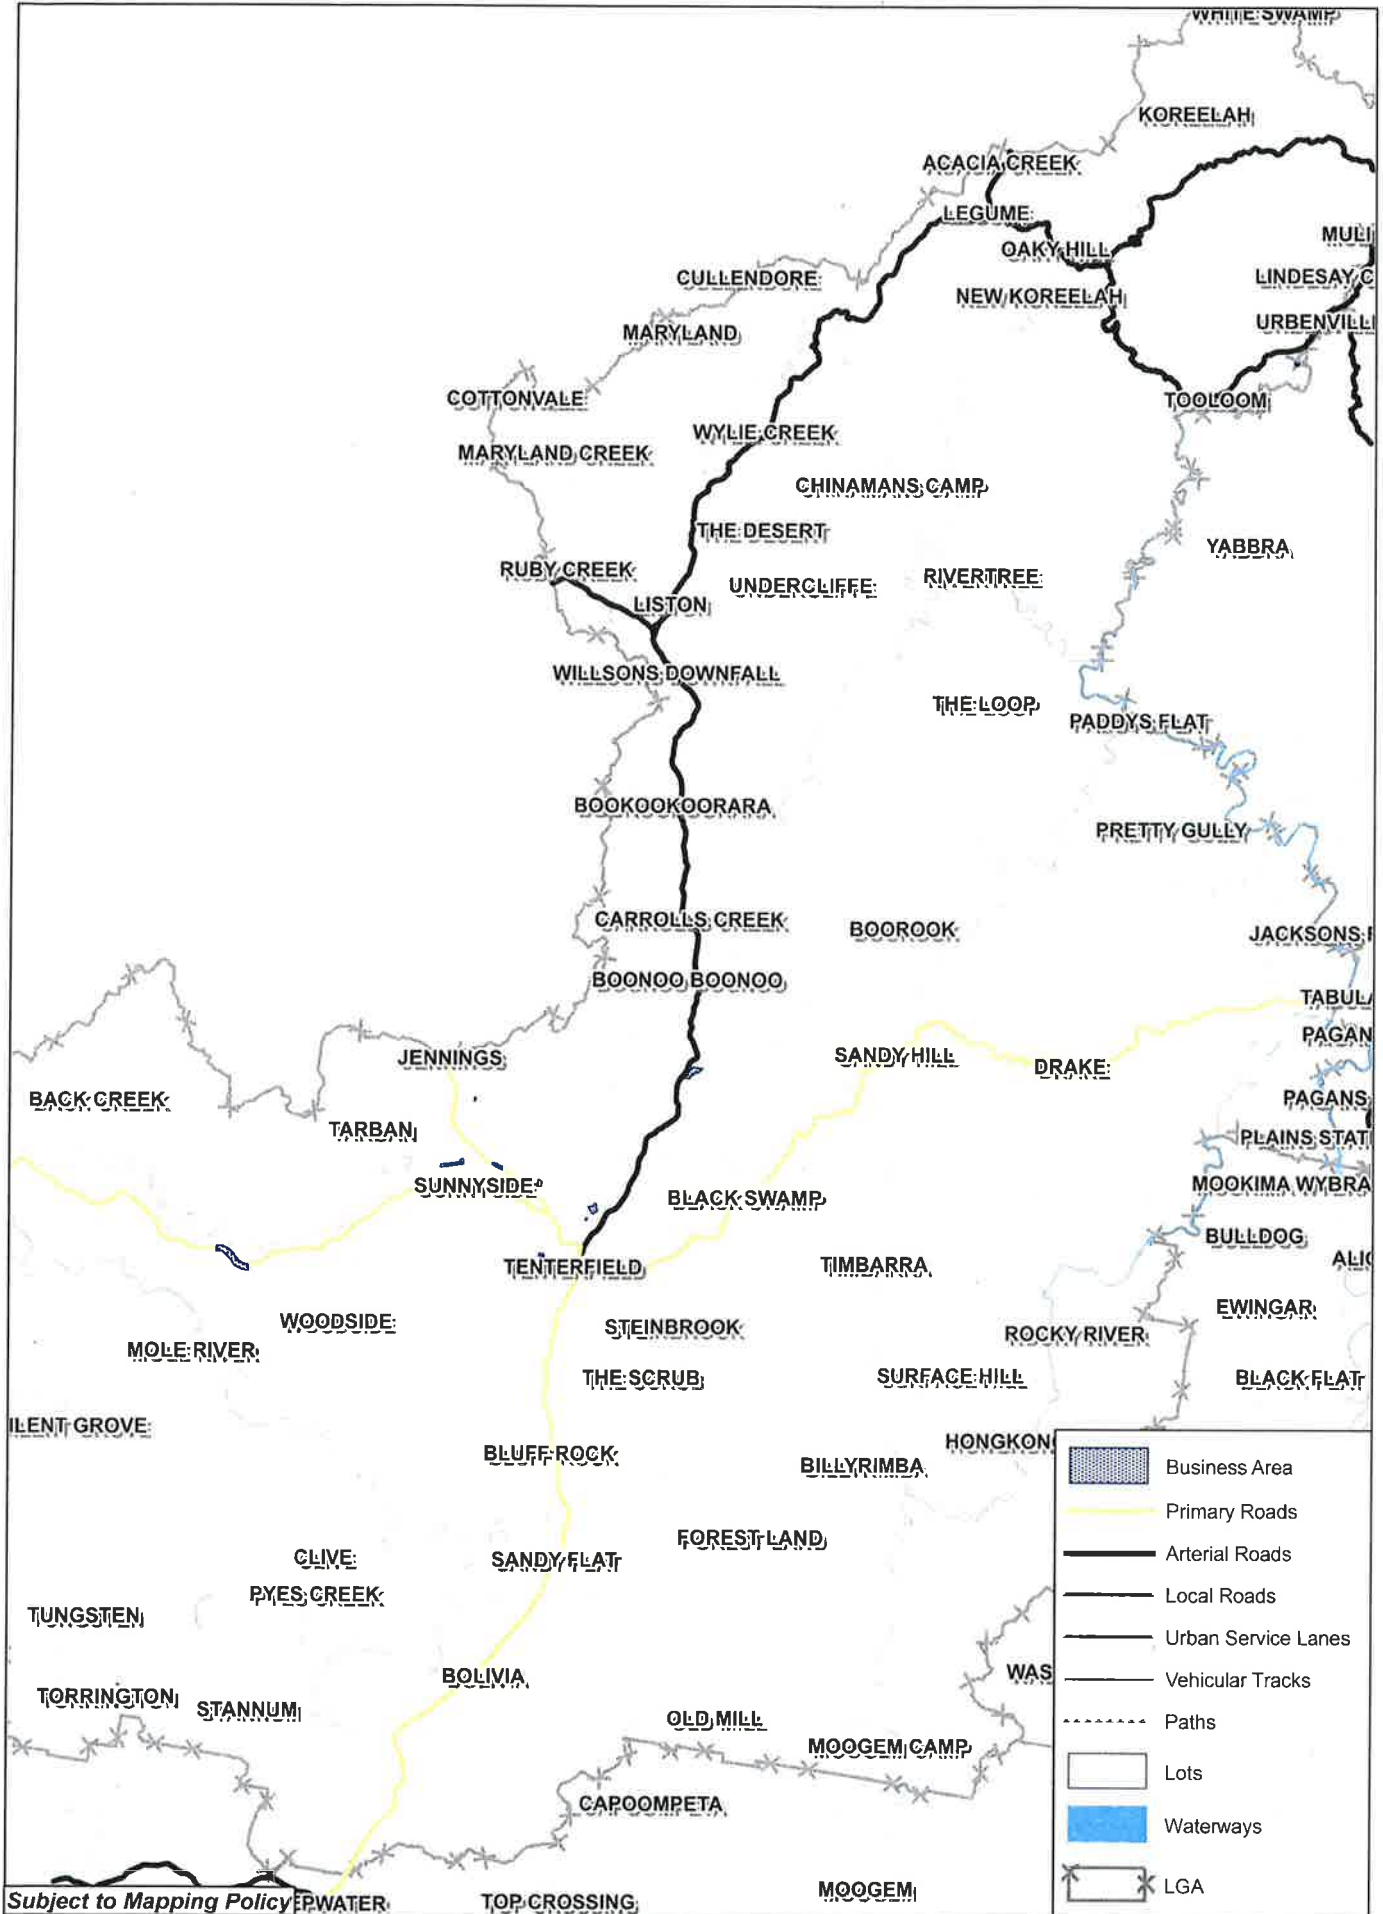 WHITE SWAMP
KOREELAH
ACACIA CREEK
LEGUME
MULI
OAKY HILL
CULLENDORE
LINDESAY C
NEW KOREELAH
URBENVILL
MARYLAND
COTTONVALE
TOOLOOM
WYLIE CREEK
MARYLAND CREEK
CHINAMANS CAMP
THE DESERT
YABBRA
RUBY CREEK
RIVERTREE
UNDERCLIFFE
LISTON
WILLSONS DOWNFALL
THE LOOP
PADDYS FLAT
BOOKOOKOORARA
PRETTY GULLY
CARROLLS CREEK
BOOROOK
JACKSONS F
BOONOO BOONOO
TABULA
PAGAN
JENNINGS
SANDY HILL
DRAKE
BACK CREEK
PAGANS
TARBAN
PLAINS STATI
SUNNYSIDE
MOOKIMA WYBRA
BLACK SWAMP
BULLDOG
TENTERFIELD
TIMBARRA
ALIC
WOODSIDE
EWINGAR
STEINBROOK
ROCKY RIVER
MOLE RIVER
THE SCRUB
SURFACE HILL
BLACK FLAT
ILENT GROVE
BLUFF ROCK
HONGKONG
BILLYRIMBA
FOREST LAND
CLIVE
SANDY FLAT
PYES CREEK
TUNGSTEN
BOLIVIA
WAS
TORRINGTON
STANNUM
OLD MILL
MOOGEM CAMP
CAPOOMPETA
MOOGEM
EPWATER
TOP CROSSING
Business Area
Primary Roads
Arterial Roads
Local Roads
Urban Service Lanes
Vehicular Tracks
Paths
Lots
Waterways
LGA
Subject to Mapping Policy